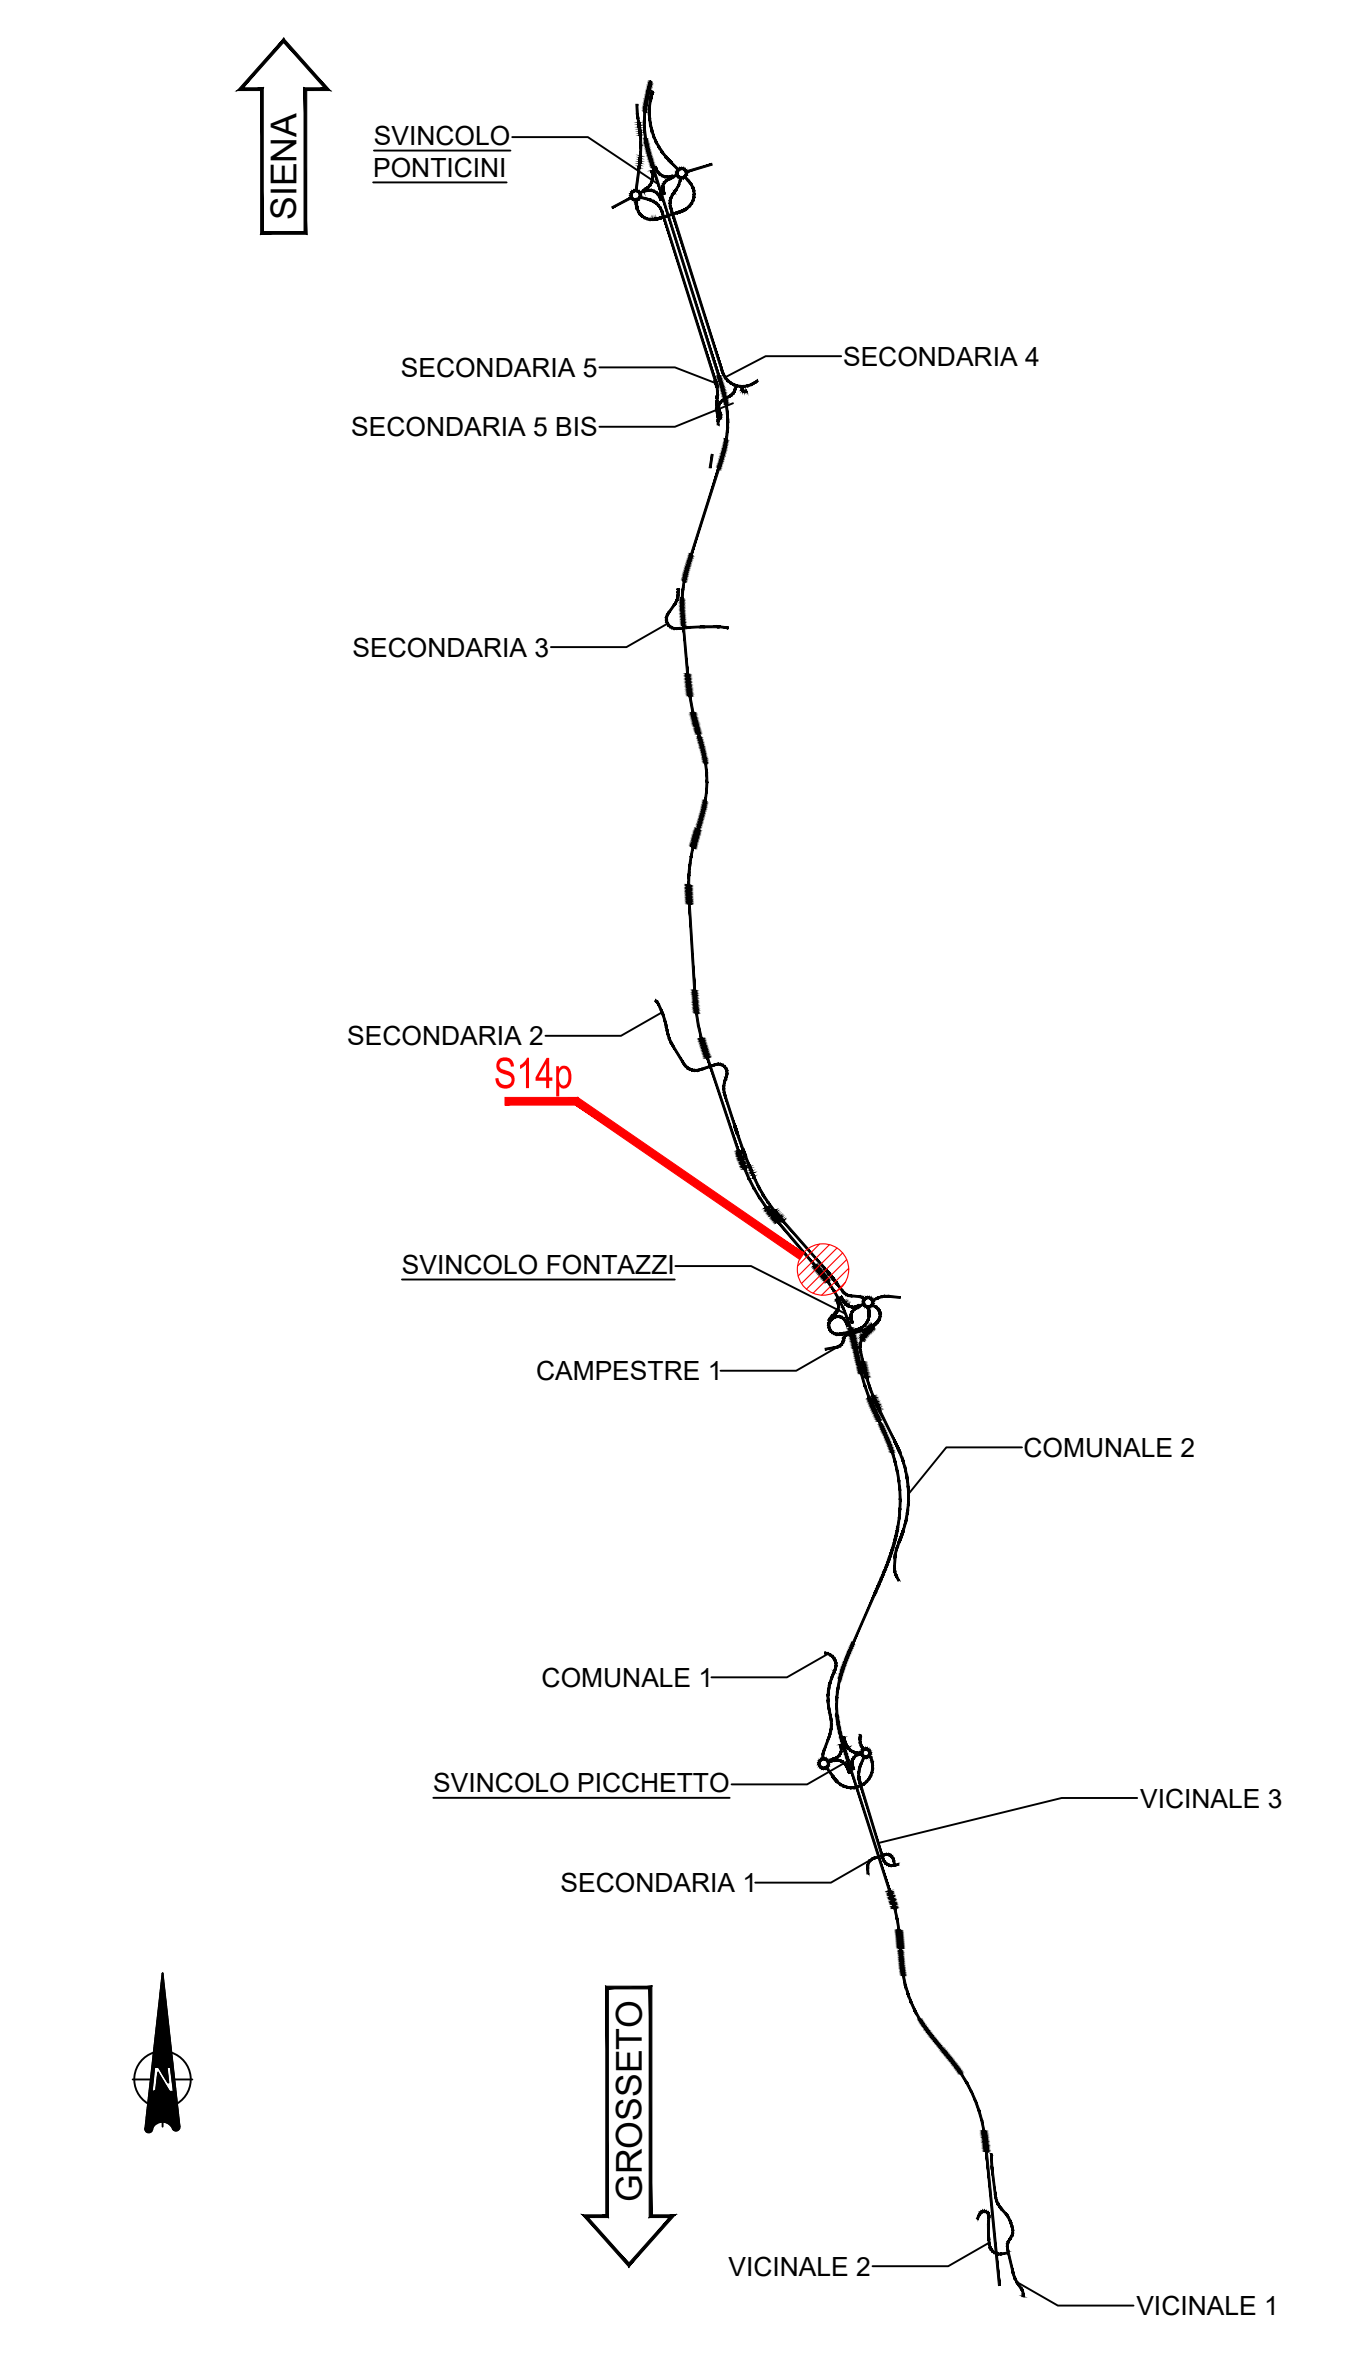 SIENA
SVINCOLO
PONTICINI
SECONDARIA 4
SECONDARIA 5
SECONDARIA 5 BIS
SECONDARIA 3
SECONDARIA 2
S14p
SVINCOLO FONTAZZI
CAMPESTRE 1
COMUNALE 2
COMUNALE 1
SVINCOLO PICCHETTO
VICINALE 3
SECONDARIA 1
N
GROSSETO
VICINALE 2
VICINALE 1